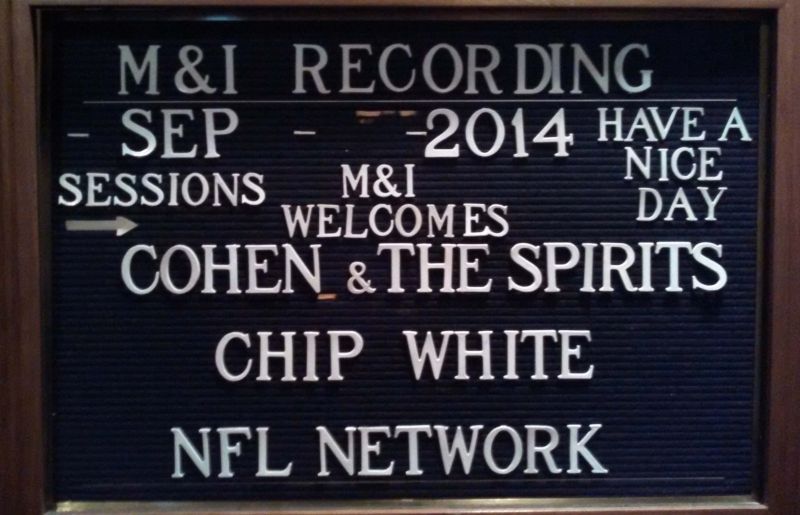 M&I RECORDING
- SEP - - 2014
HAVE A
NICE
DAY
SESSIONS
M&I
WELCOMES
COHEN & THE SPIRITS
CHIP WHITE
NFL NETWORK